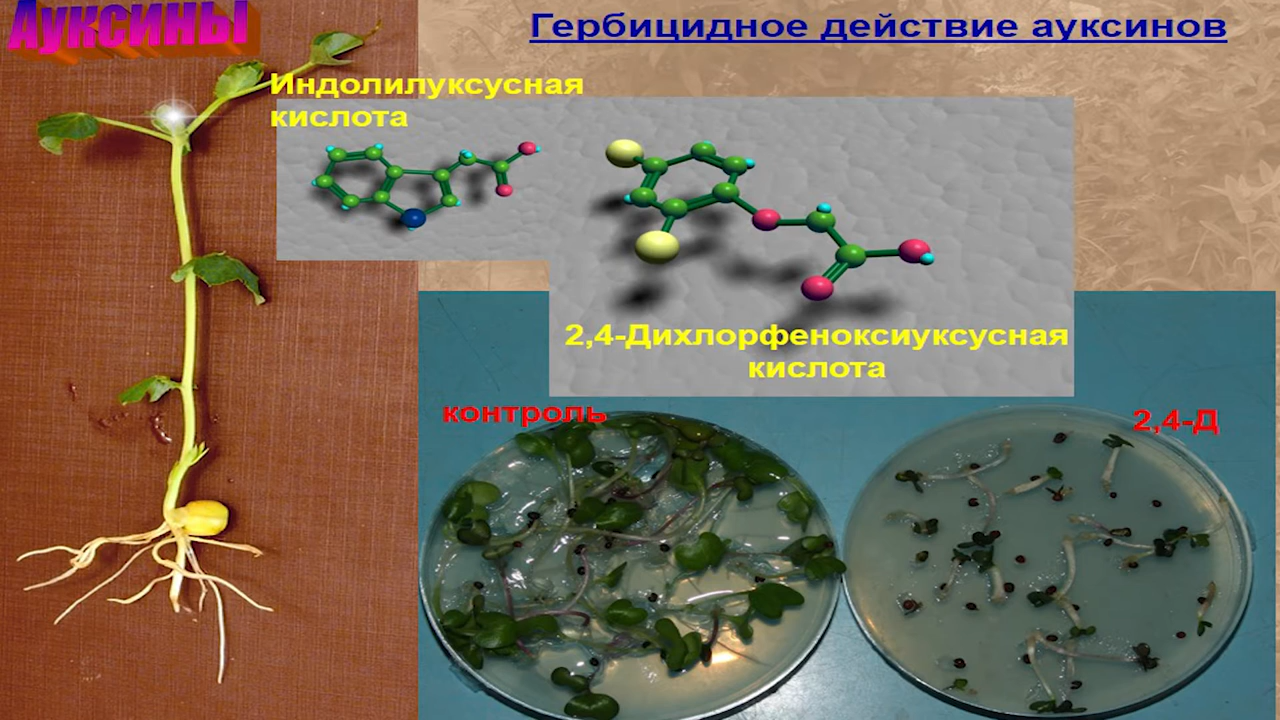 Ауксины
Гербицидное действие ауксинов
Индолилуксусная
кислота
2,4-Дихлорфеноксиуксусная
кислота
контроль
2,4-Д